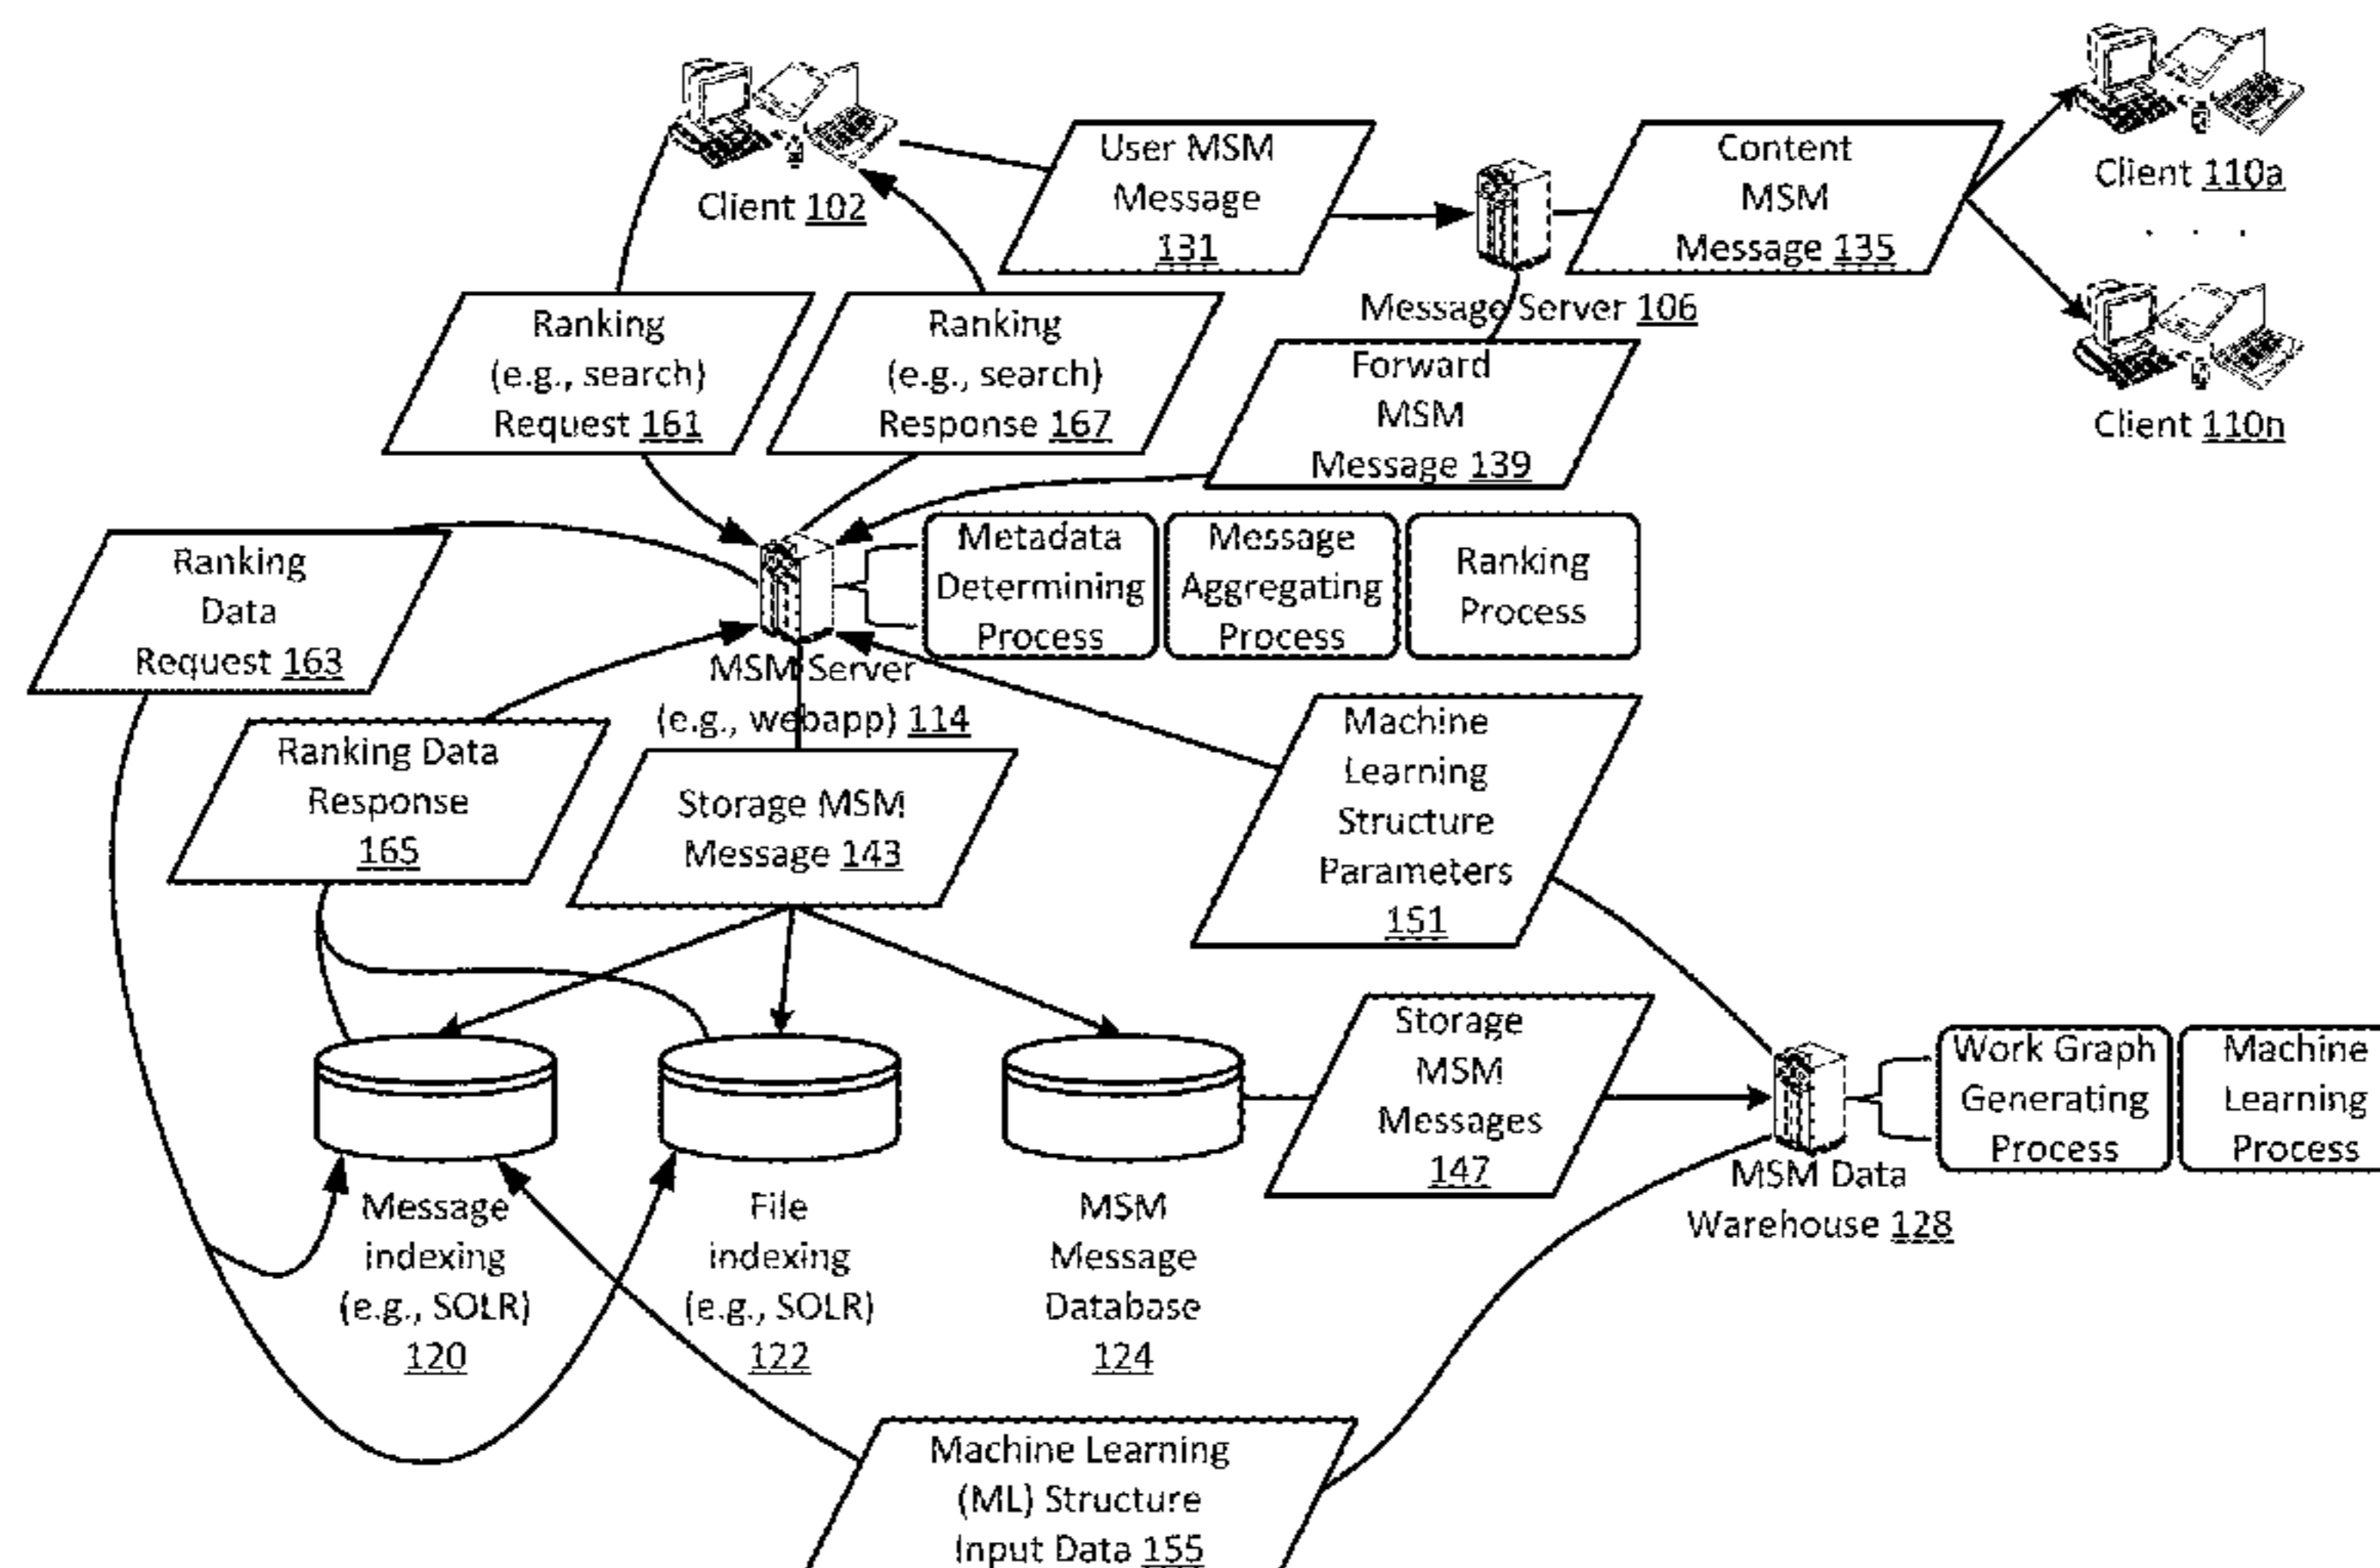 Client 102
User MSM
Message
131
Content
MSM
Message 135
Client 110a
. . .
Client 110n
Message Server 106
Ranking
(e.g., search)
Request 161
Ranking
(e.g., search)
Response 167
Forward
MSM
Message 139
Ranking
Data
Request 163
MSM Server
(e.g., webapp) 114
Metadata
Determining
Process
Message
Aggregating
Process
Ranking
Process
Ranking Data
Response
165
Storage MSM
Message 143
Machine
Learning
Structure
Parameters
151
Message
indexing
(e.g., SOLR)
120
File
indexing
(e.g., SOLR)
122
MSM
Message
Database
124
Storage
MSM
Messages
147
MSM Data
Warehouse 128
Work Graph
Generating
Process
Machine
Learning
Process
Machine Learning
(ML) Structure
Input Data 155